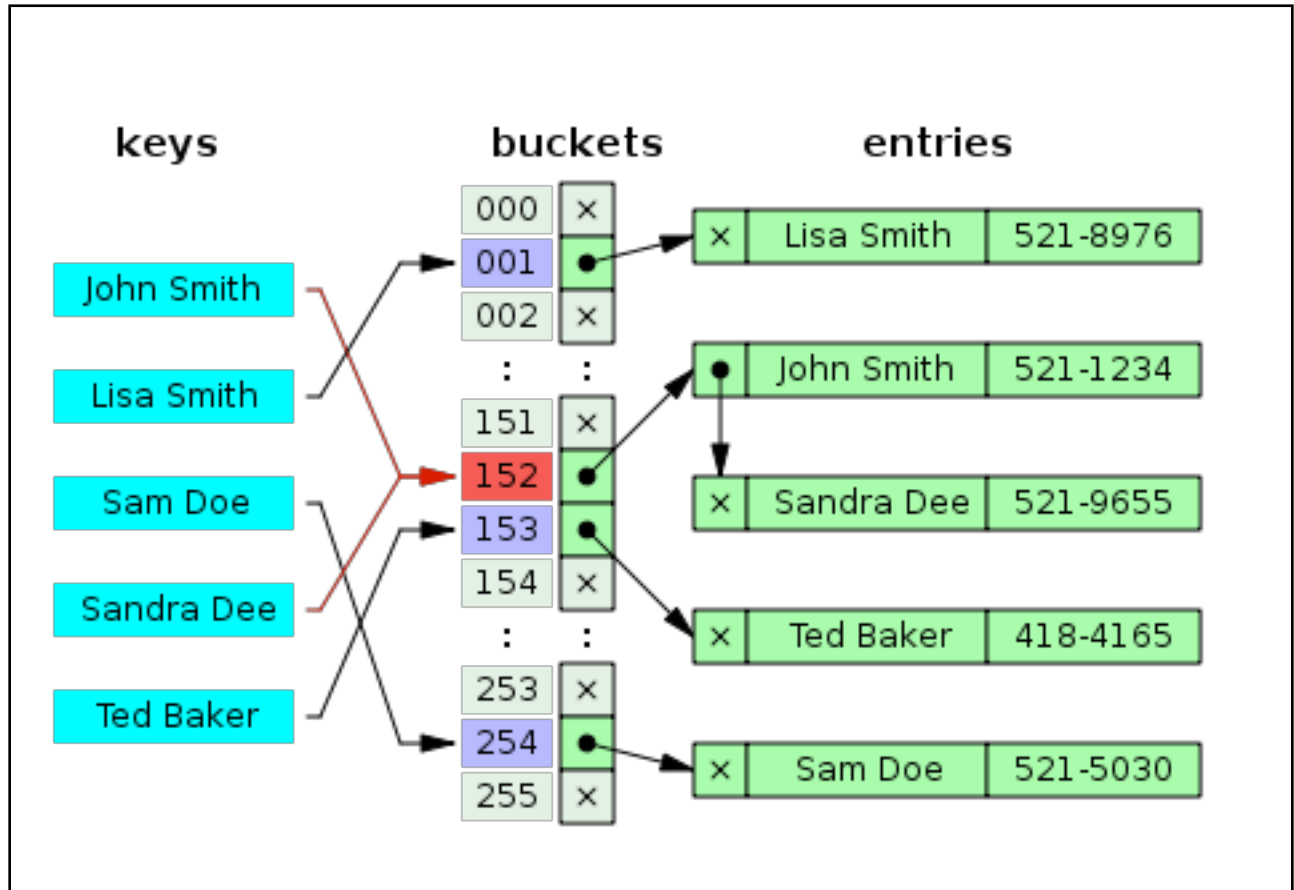 keys buckets entries
000 ×
× Lisa Smith 521-8976
001
John Smith
002 ×
× John Smith 521-1234
: :
Lisa Smith
151 ×
152
Sam Doe
× Sandra Dee 521-9655
153
154 ×
Sandra Dee
× Ted Baker 418-4165
: :
253 ×
Ted Baker
254
× Sam Doe 521-5030
255 ×